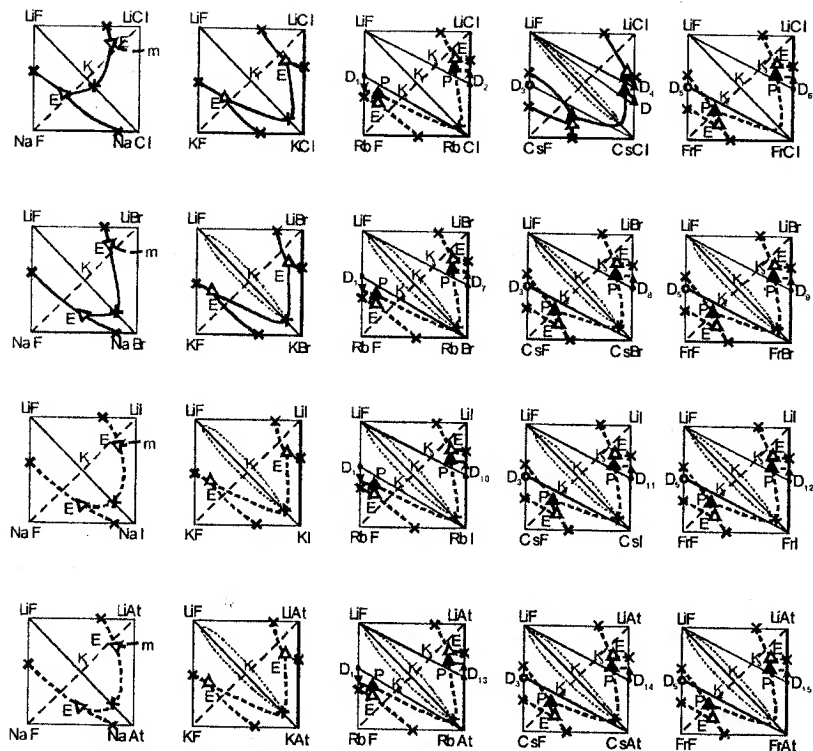 LiF LiCl LiF LiCl LiF LiCl LiF LiCl LiF LiCl
E m K E
E K E
E K P D1 D2 P K E
D3 D4 D
E K P D5 D6 P E
NaF NaCl KF KCl RbF RbCl CsF CsCl FrF FrCl
LiF LiBr LiF LiBr LiF LiBr LiF LiBr LiF LiBr
E m K E
K E E
E K P D1 D7 P K E
E K P D3 D8 P K E
E K P D5 D9 P K E
NaF NaBr KF KBr RbF RbBr CsF CsBr FrF FrBr
LiF LiI LiF LiI LiF LiI LiF LiI LiF LiI
E m K E
K E E
E K P D1 D10 P K E
E K P D3 D11 P K E
E K P D5 D12 P K E
NaF NaI KF KI RbF RbI CsF CsI FrF FrI
LiF LiAt LiF LiAt LiF LiAt LiF LiAt LiF LiAt
E m K E
K E E
E K P D1 D13 P K E
E K P D3 D14 P K E
E K P D5 D15 P K E
NaF NaAt KF KAt RbF RbAt CsF CsAt FrF FrAt